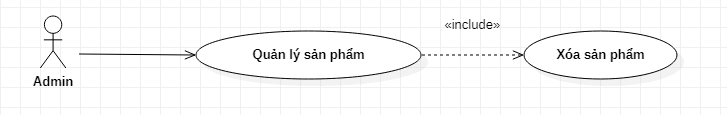 «include»
Quản lý sản phẩm
Xóa sản phẩm
Admin